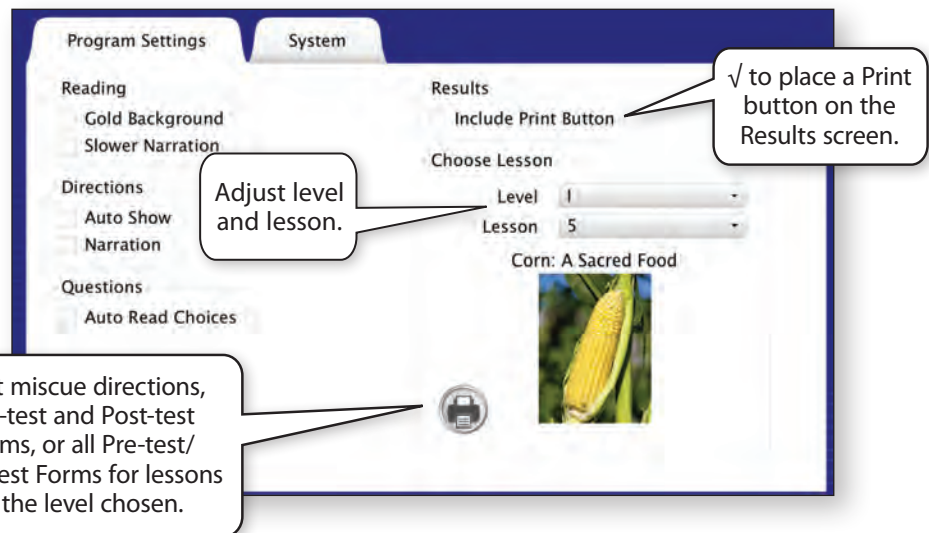 Program Settings
System
Reading
Gold Background
Slower Narration
Directions
Auto Show
Narration
Questions
Auto Read Choices
Results
Include Print Button
Choose Lesson
Level I
Lesson 5
Corn: A Sacred Food
√ to place a Print
button on the
Results screen.
Adjust level
and lesson.
miscue directions,
-test and Post-test
or all Pre-test/
Forms for lessons
the level chosen.